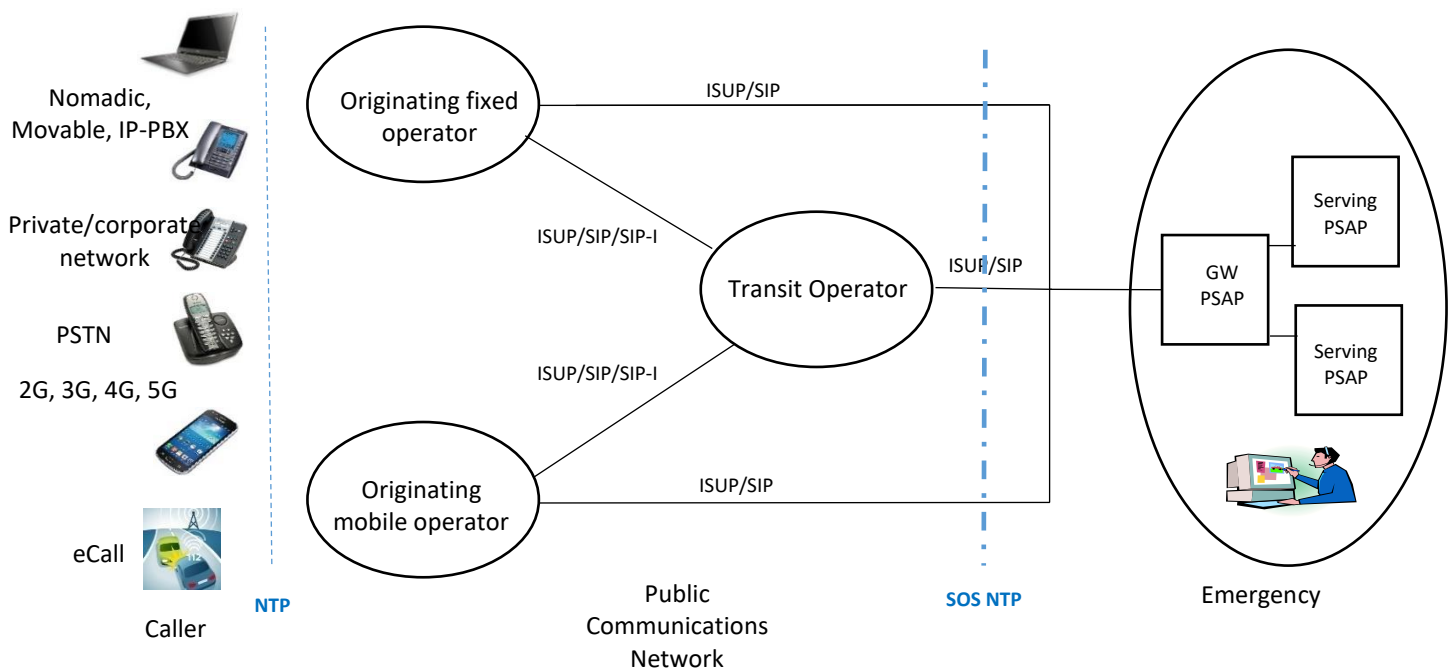 Nomadic,
Movable, IP-PBX
Private/corporate
network
PSTN
2G, 3G, 4G, 5G
eCall
112
Caller
NTP
Originating fixed
operator
ISUP/SIP
ISUP/SIP/SIP-I
Transit Operator
ISUP/SIP
ISUP/SIP/SIP-I
Originating
mobile operator
ISUP/SIP
Public
Communications
Network
SOS NTP
GW
PSAP
Serving
PSAP
Serving
PSAP
Emergency